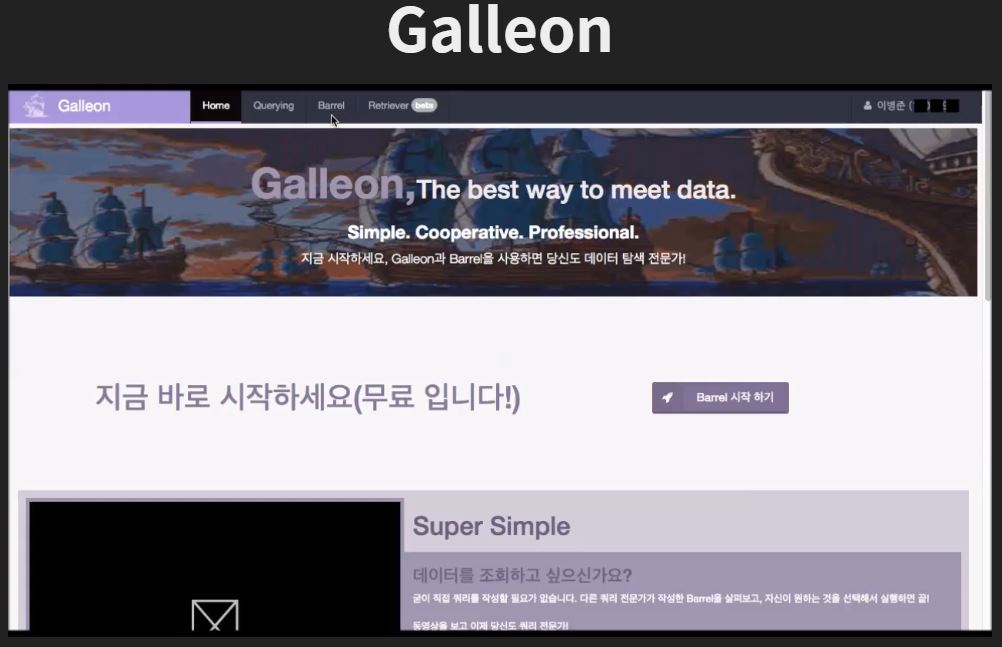 Galleon
Galleon Home Querying Barrel Retriever beta 이병준 (
Galleon, The best way to meet data.
Simple. Cooperative. Professional.
지금 시작하세요, Galleon과 Barrel을 사용하면 당신도 데이터 탐색 전문가!
지금 바로 시작하세요(무료 입니다!)
Barrel 시작 하기
Super Simple
데이터를 조회하고 싶으신가요?
굳이 직접 쿼리를 작성할 필요가 없습니다. 다른 쿼리 전문가가 작성한 Barrel을 살펴보고, 자신이 원하는 것을 선택해서 실행하면 끝!
동영상을 보고 이제 당신도 쿼리 전문가!